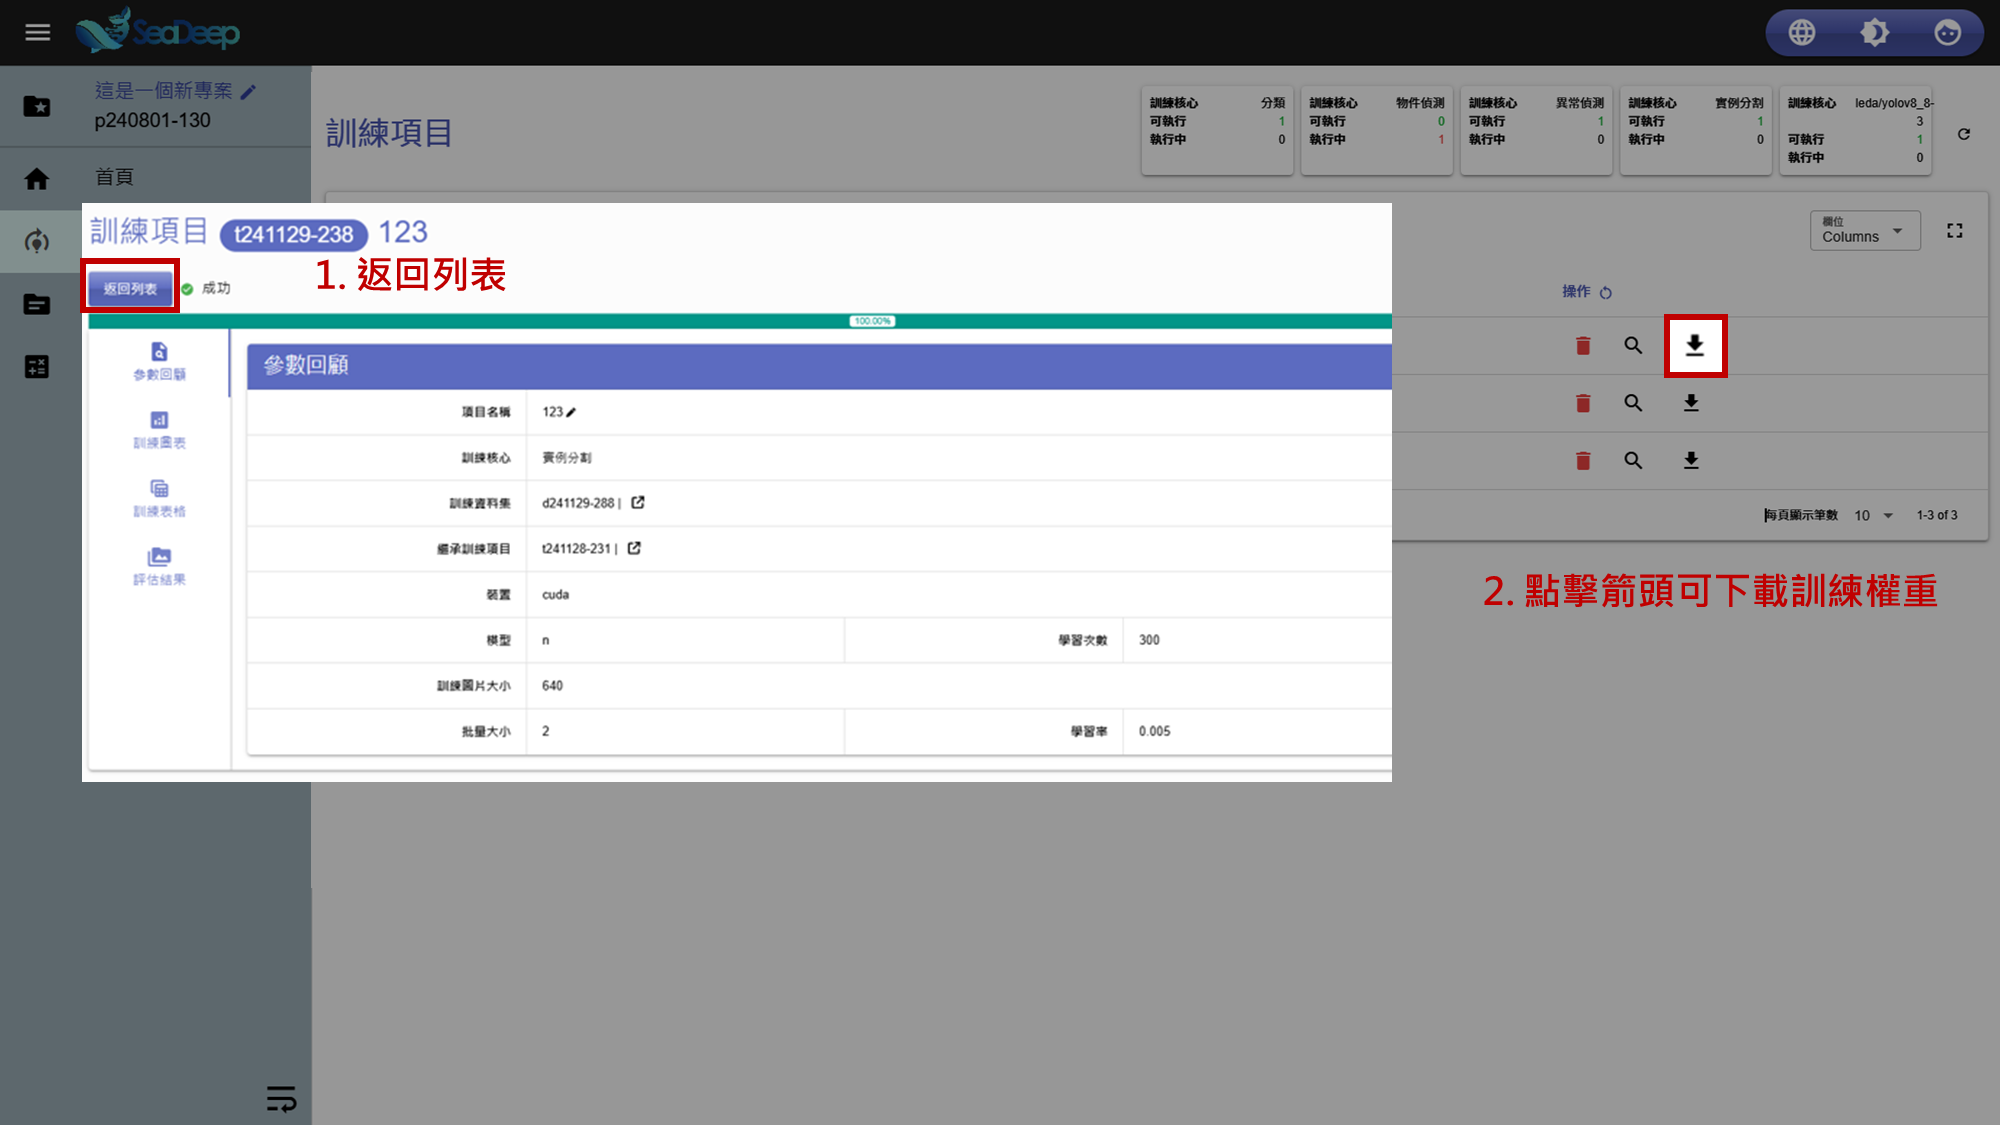 SeaDeep
這是一個新專案
p240801-130
首頁
訓練項目
訓練核心 分類
可執行 1
執行中 0
訓練核心 物件偵測
可執行 0
執行中 1
訓練核心 異常偵測
可執行 1
執行中 0
訓練核心 實例分割
可執行 1
執行中 0
訓練核心 leda/yolov8_8-
3
可執行 1
執行中 0
欄位
Columns
操作
訓練項目 t241129-238 123
返回列表 成功
1. 返回列表
100.00%
參數回顧
訓練圖表
訓練表格
評估結果
參數回顧
項目名稱 123
訓練核心 實例分割
訓練資料集 d241129-288 |
繼承訓練項目 t241128-231 |
裝置 cuda
模型 n 學習次數 300
訓練圖片大小 640
批量大小 2 學習率 0.005
每頁顯示筆數 10 1-3 of 3
2. 點擊箭頭可下載訓練權重